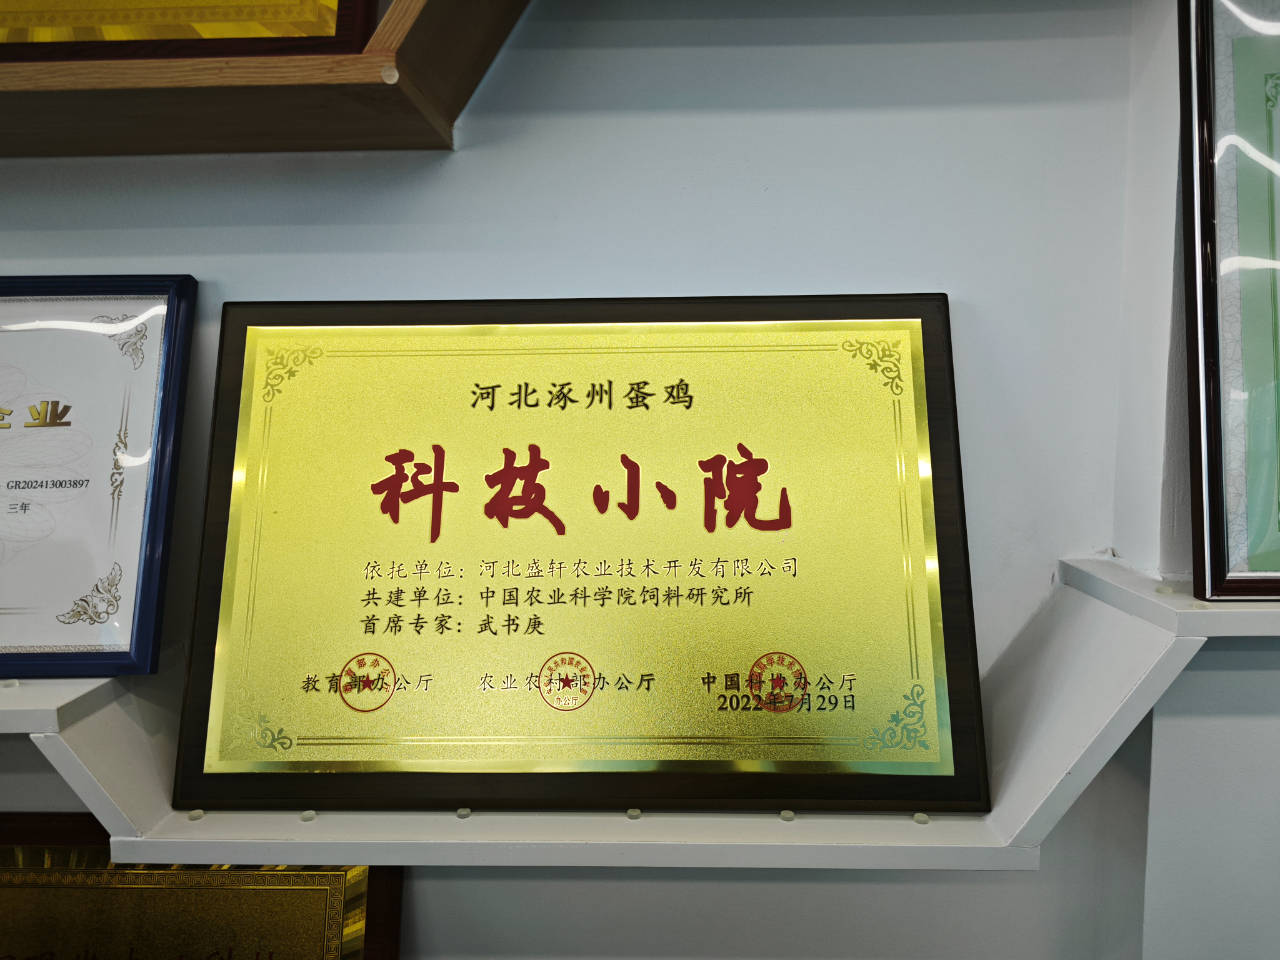 河北涿州蛋鸡
科技小院
依托单位：河北盛轩农业技术开发有限公司
共建单位：中国农业科学院饲料研究所
首席专家：武书庚
教育部办公厅 农业农村部办公厅 中国科协办公厅
2022年7月29日
办公厅
企业
GR202413003897
三年